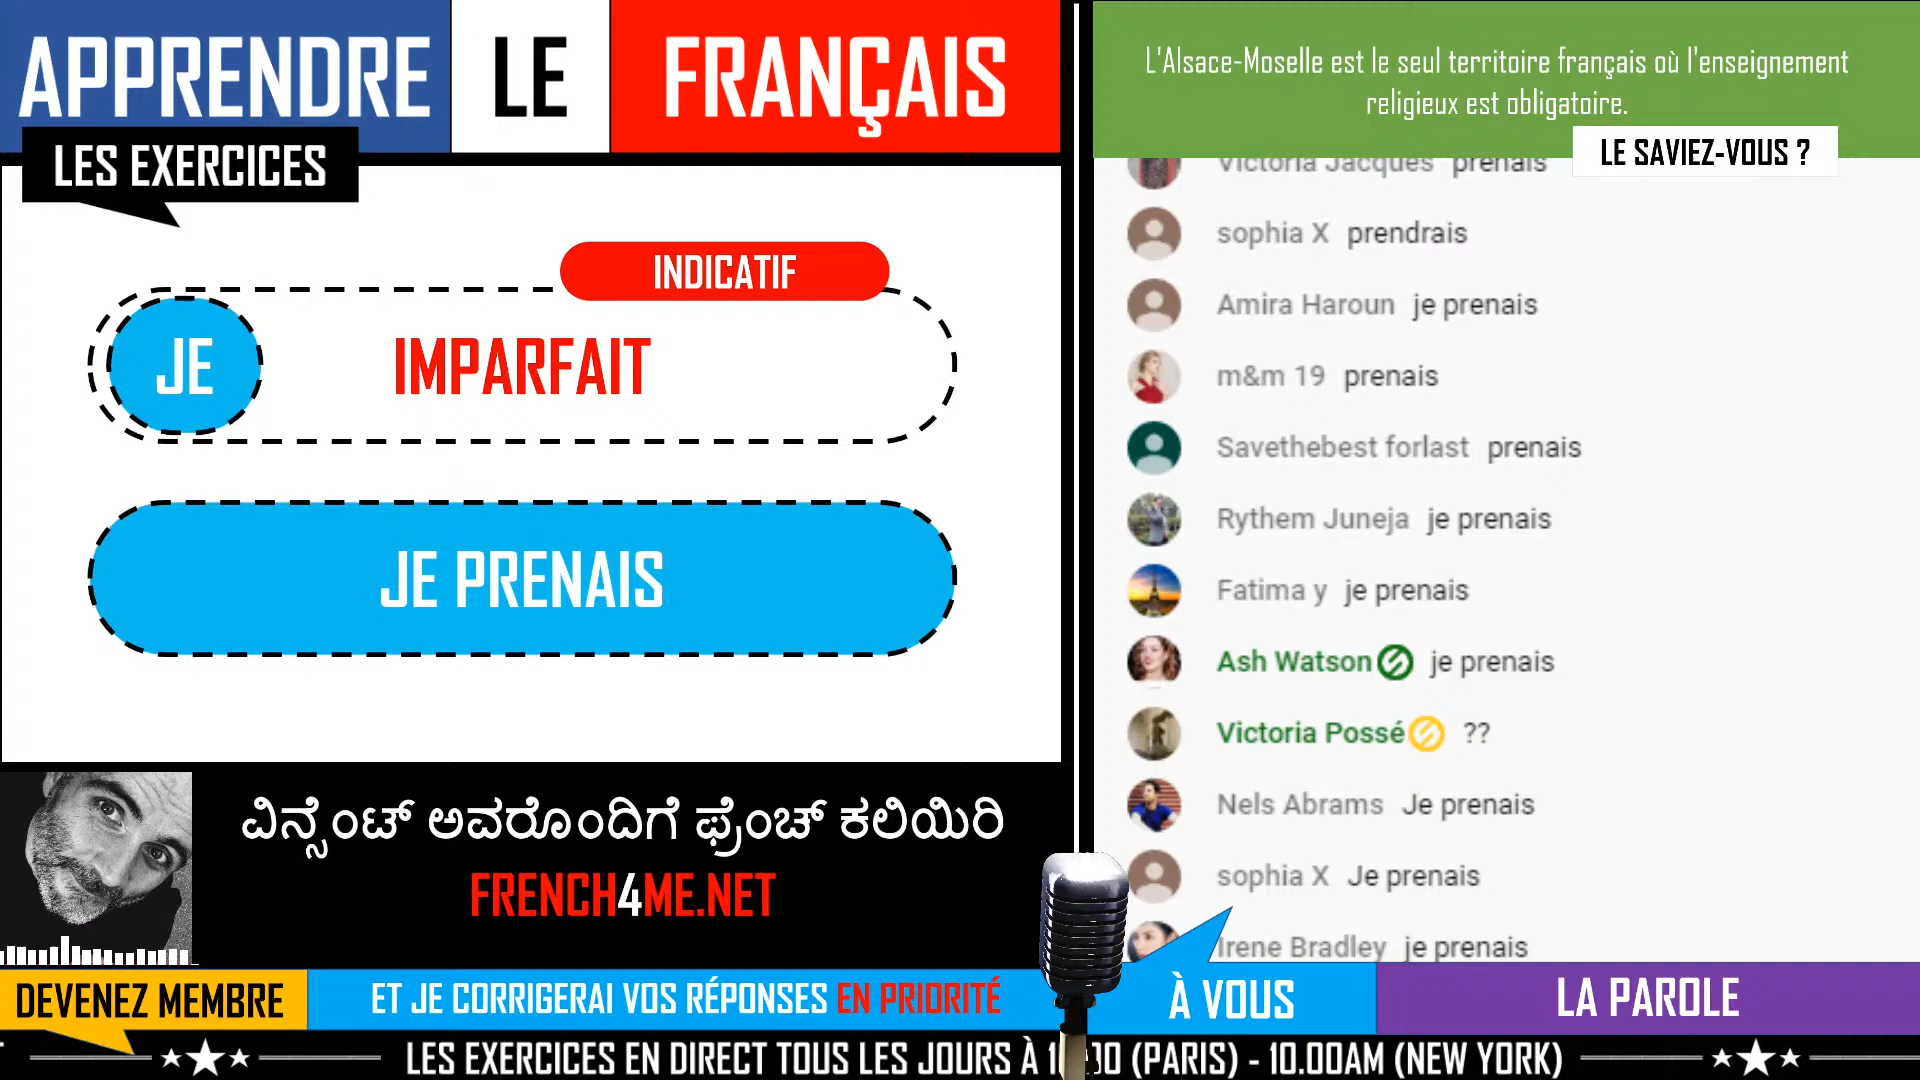 APPRENDRE LE FRANÇAIS
LES EXERCICES
INDICATIF
JE IMPARFAIT
JE PRENAIS
ವಿನ್ಸೆಂಟ್ ಅವರೊಂದಿಗೆ ಫ್ರೆಂಚ್ ಕಲಿಯಿರಿ
FRENCH4ME.NET
DEVENEZ MEMBRE
ET JE CORRIGERAI VOS RÉPONSES EN PRIORITÉ
L'Alsace-Moselle est le seul territoire français où l'enseignement
religieux est obligatoire.
LE SAVIEZ-VOUS ?
Victoria Jacques prenais
sophia X prendrais
Amira Haroun je prenais
m&m 19 prenais
Savethebest forlast prenais
Rythem Juneja je prenais
Fatima y je prenais
Ash Watson je prenais
Victoria Possé ??
Nels Abrams Je prenais
sophia X Je prenais
Irene Bradley je prenais
À VOUS
LA PAROLE
LES EXERCICES EN DIRECT TOUS LES JOURS À (PARIS) - 10.00AM (NEW YORK)